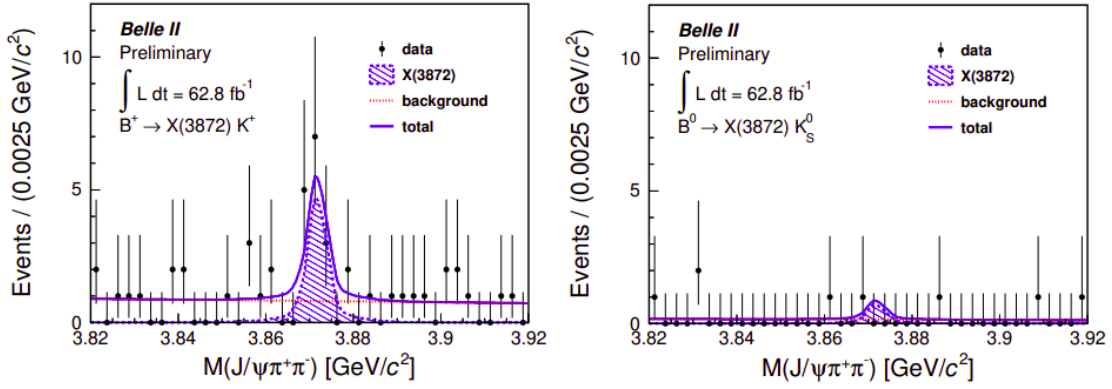 Belle II
Preliminary
∫ L dt = 62.8 fb⁻¹
B⁺ → X(3872) K⁺
data
X(3872)
background
total
Events / (0.0025 GeV/c²)
10
5
0
3.82 3.84 3.86 3.88 3.9 3.92
M(J/ψπ⁺π⁻) [GeV/c²]
Belle II
Preliminary
∫ L dt = 62.8 fb⁻¹
B⁰ → X(3872) K⁰_S
data
X(3872)
background
total
Events / (0.0025 GeV/c²)
10
5
0
3.82 3.84 3.86 3.88 3.9 3.92
M(J/ψπ⁺π⁻) [GeV/c²]